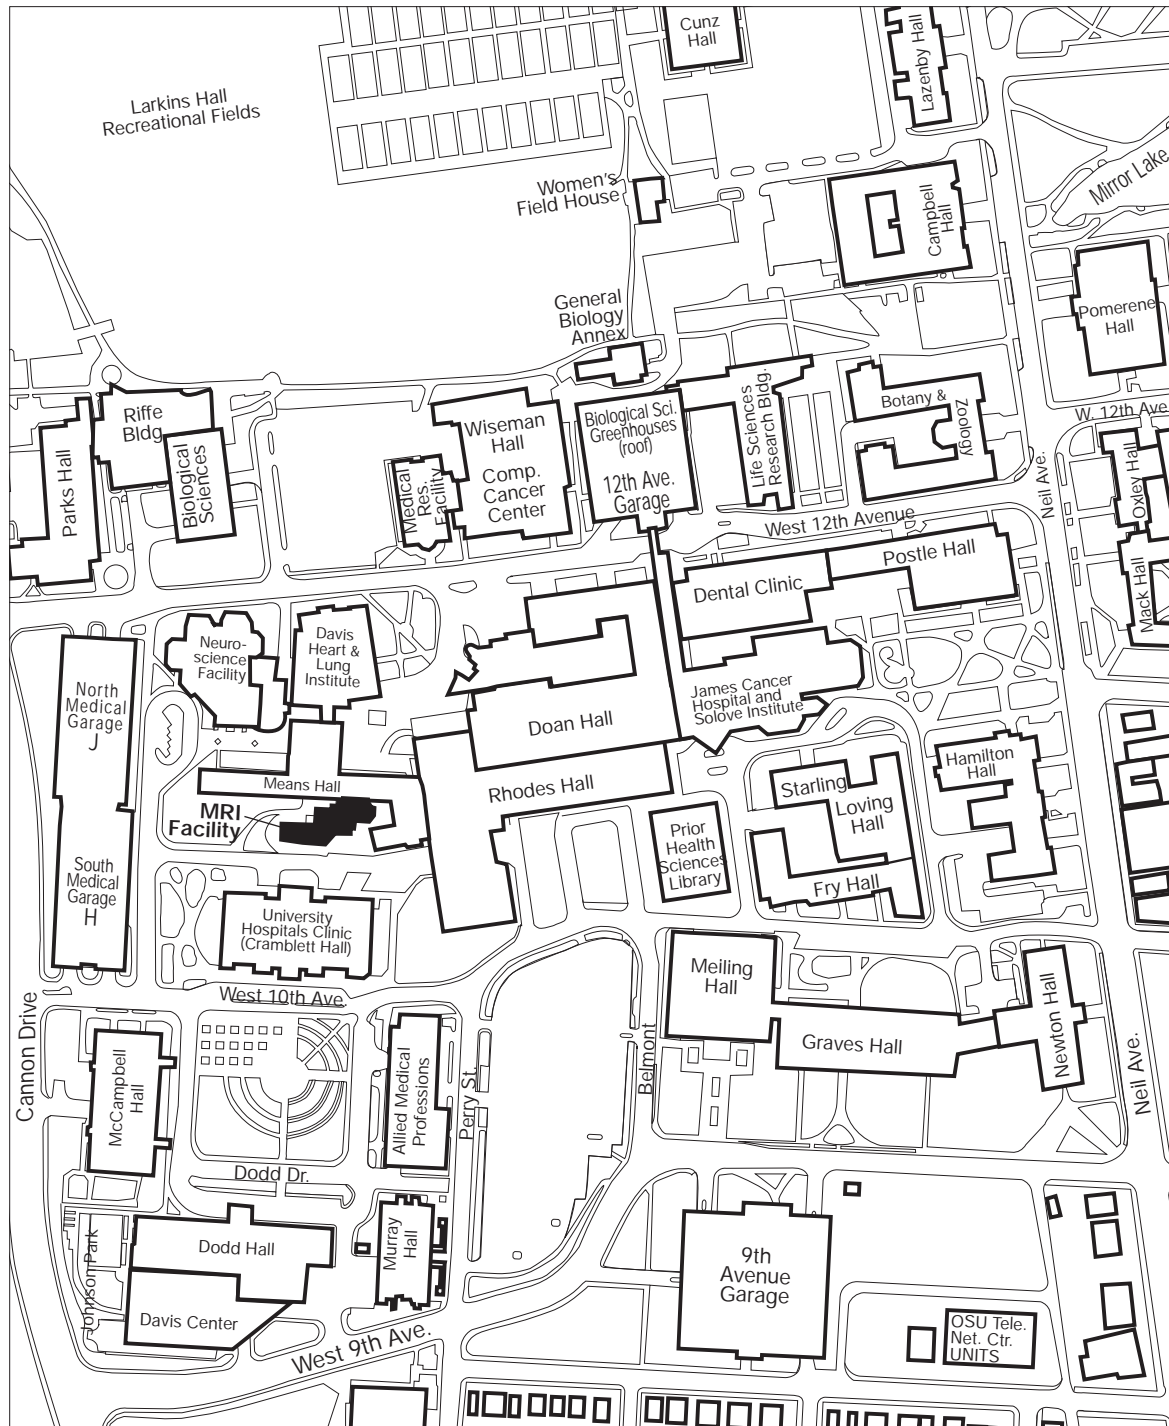 Cunz
Hall
Lazenby Hall
Larkins Hall
Recreational Fields
Mirror Lake
Women's
Field House
Campbell
Hall
General
Biology
Annex
Pomerene
Hall
Riffe
Bldg.
Parks Hall
Biological
Sciences
Wiseman
Hall
Comp.
Cancer
Center
Medical
Res.
Facility
Biological Sci.
Greenhouses
(roof)
12th Ave.
Garage
Life Sciences
Research Bldg.
Botany &
Zoology
W. 12th Ave.
Neil Ave.
Oxley Hall
Mack Hall
West 12th Avenue
Postle Hall
Dental Clinic
Neuro-
science
Facility
Davis
Heart &
Lung
Institute
North
Medical
Garage
J
James Cancer
Hospital and
Solove Institute
Doan Hall
Rhodes Hall
Means Hall
MRI
Facility
Hamilton
Hall
Starling
Loving
Hall
Prior
Health
Sciences
Library
Fry Hall
South
Medical
Garage
H
University
Hospitals Clinic
(Cramblett Hall)
West 10th Ave.
Cannon Drive
Meiling
Hall
Graves Hall
Newton Hall
Belmont
Neil Ave.
McCampbell
Hall
Allied Medical
Professions
Perry St.
Dodd Dr.
Johnson Park
Dodd Hall
Murray
Hall
Davis Center
West 9th Ave.
9th
Avenue
Garage
OSU Tele.
Net. Ctr.
UNITS